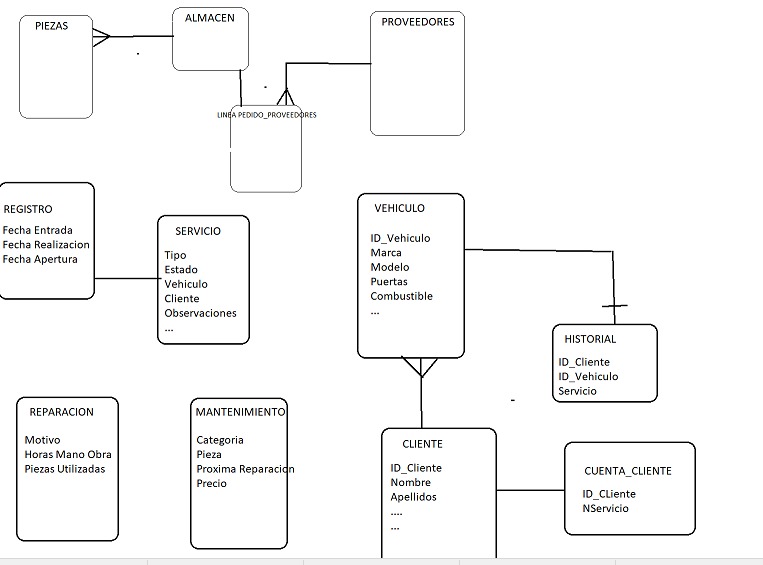 PIEZAS
ALMACEN
PROVEEDORES
LINEA PEDIDO_PROVEEDORES
REGISTRO
Fecha Entrada
Fecha Realizacion
Fecha Apertura
SERVICIO
Tipo
Estado
Vehiculo
Cliente
Observaciones
...
VEHICULO
ID_Vehiculo
Marca
Modelo
Puertas
Combustible
...
HISTORIAL
ID_Cliente
ID_Vehiculo
Servicio
REPARACION
Motivo
Horas Mano Obra
Piezas Utilizadas
MANTENIMIENTO
Categoria
Pieza
Proxima Reparacion
Precio
CLIENTE
ID_Cliente
Nombre
Apellidos
....
...
CUENTA_CLIENTE
ID_CLiente
NServicio